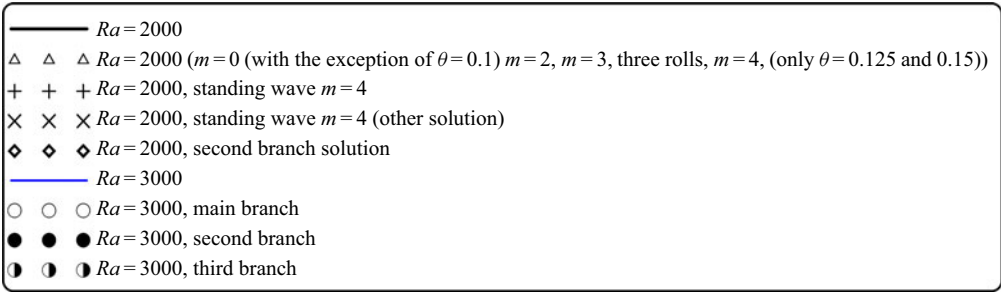 Ra = 2000
Ra = 2000 (m = 0 (with the exception of θ = 0.1) m = 2, m = 3, three rolls, m = 4, (only θ = 0.125 and 0.15))
Ra = 2000, standing wave m = 4
Ra = 2000, standing wave m = 4 (other solution)
Ra = 2000, second branch solution
Ra = 3000
Ra = 3000, main branch
Ra = 3000, second branch
Ra = 3000, third branch